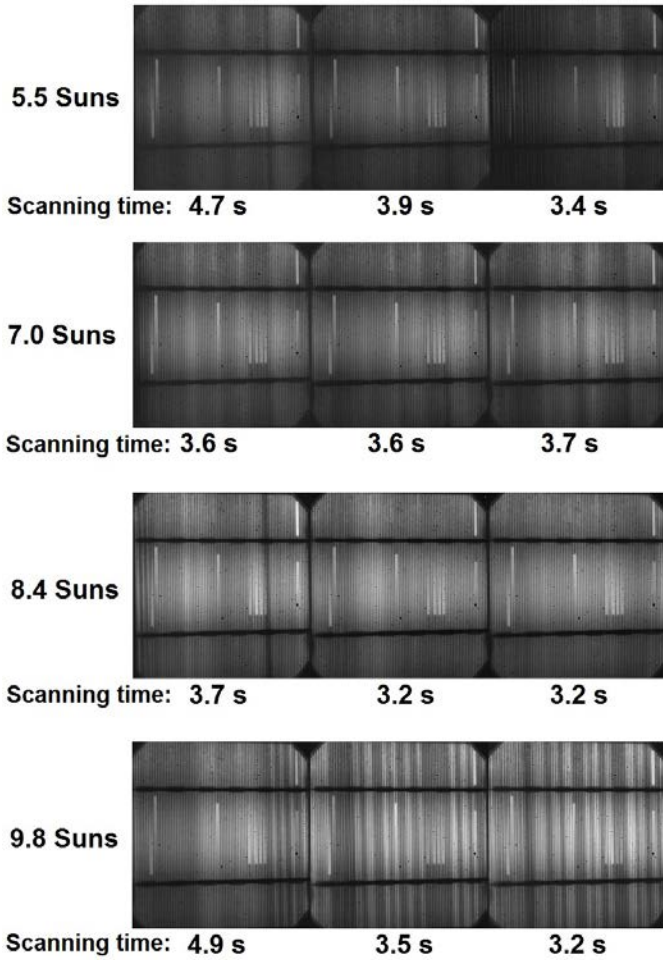 5.5 Suns
Scanning time: 4.7 s 3.9 s 3.4 s
7.0 Suns
Scanning time: 3.6 s 3.6 s 3.7 s
8.4 Suns
Scanning time: 3.7 s 3.2 s 3.2 s
9.8 Suns
Scanning time: 4.9 s 3.5 s 3.2 s